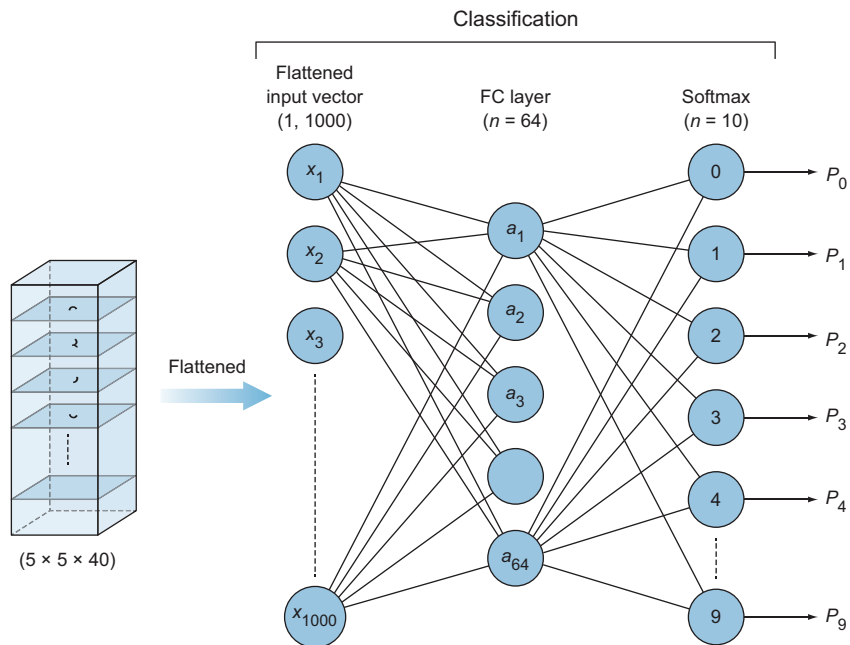 Classification
Flattened
input vector
(1, 1000)
FC layer
(n = 64)
Softmax
(n = 10)
x1
x2
x3
x1000
a1
a2
a3
a64
0
1
2
3
4
9
P0
P1
P2
P3
P4
P9
Flattened
(5 × 5 × 40)